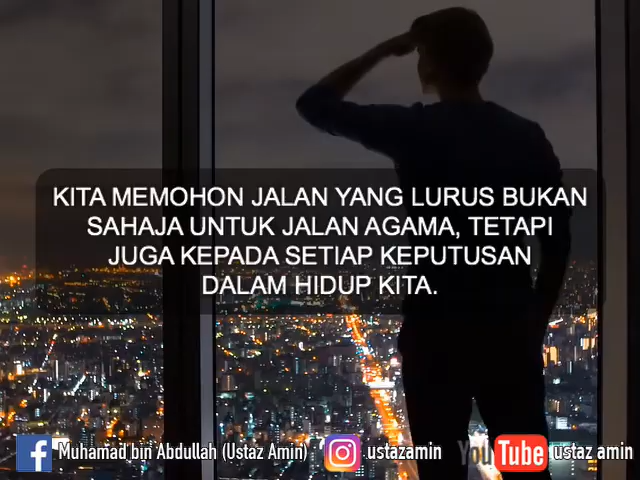 KITA MEMOHON JALAN YANG LURUS BUKAN
SAHAJA UNTUK JALAN AGAMA, TETAPI
JUGA KEPADA SETIAP KEPUTUSAN
DALAM HIDUP KITA.
f Muhamad bin Abdullah (Ustaz Amin) ustazamin YouTube ustaz amin